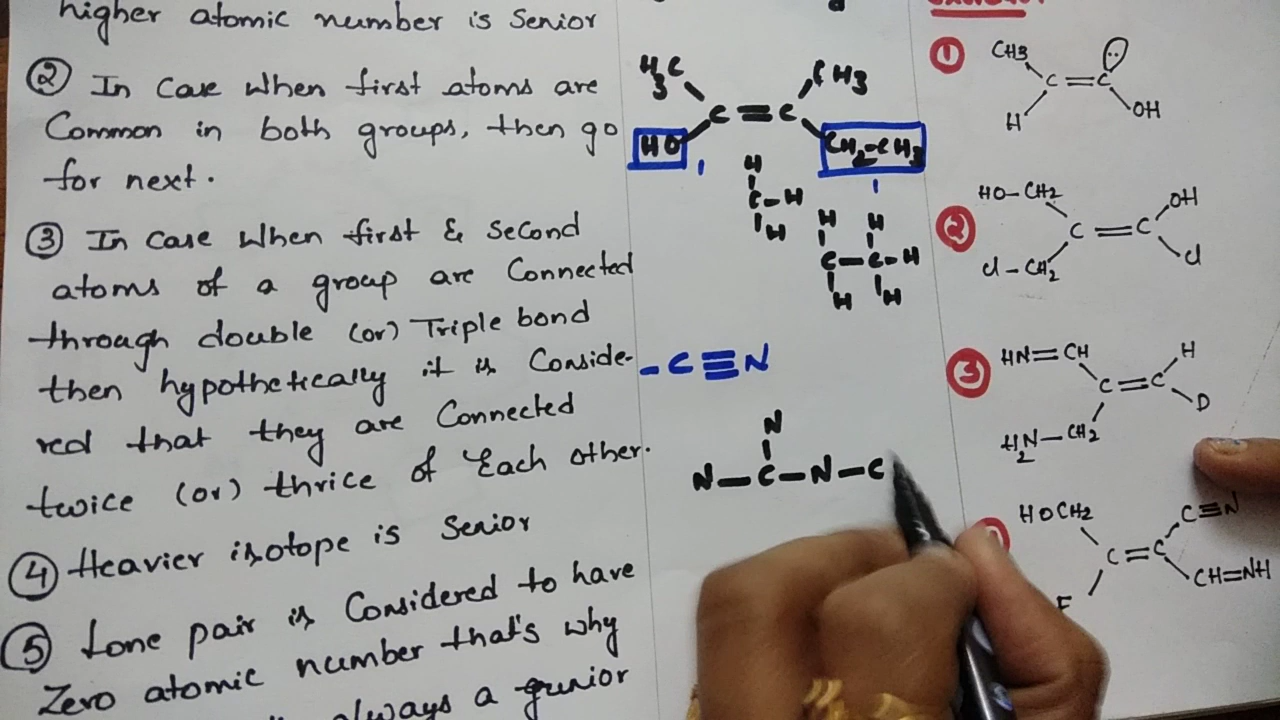 higher atomic number is Senior
② In Case when first atoms are
Common in both groups, then go
for next.
③ In case when first & second
atoms of a group are Connected
through double (or) Triple bond
then hypothetically it is Conside-
red that they are Connected
twice (or) thrice of Each other.
④ Heavier isotope is Senior
⑤ Lone pair is Considered to have
Zero atomic number that's why
always a junior
H3C
CH3
C=C
HO
CH2-CH3
1
1
H
C-H
H
H H
C-C-H
H H
-C≡N
N
N-C-N-C
①
CH3
C=C
H
OH
②
HO-CH2
OH
C=C
Cl-CH2
Cl
③
HN=CH
H
C=C
D
H2N-CH2
HOCH2
C≡N
C=C
CH=NH
F